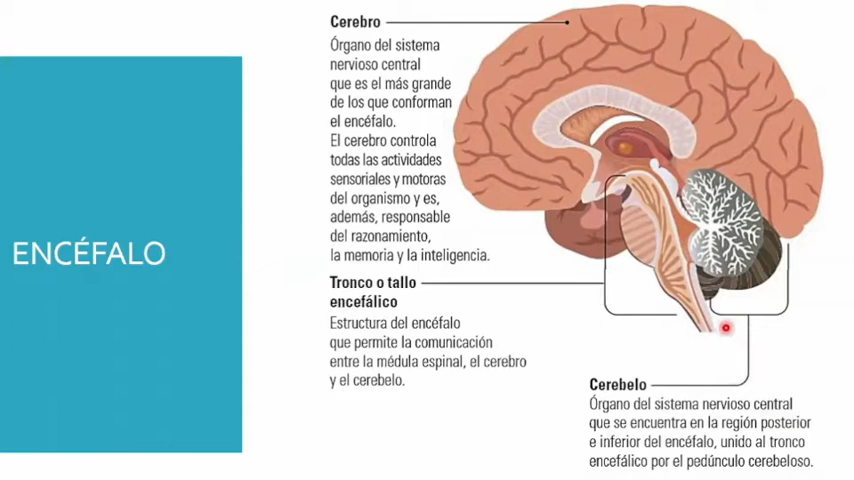 ENCÉFALO
Cerebro
Órgano del sistema
nervioso central
que es el más grande
de los que conforman
el encéfalo.
El cerebro controla
todas las actividades
sensoriales y motoras
del organismo y es,
además, responsable
del razonamiento,
la memoria y la inteligencia.
Tronco o tallo
encefálico
Estructura del encéfalo
que permite la comunicación
entre la médula espinal, el cerebro
y el cerebelo.
Cerebelo
Órgano del sistema nervioso central
que se encuentra en la región posterior
e inferior del encéfalo, unido al tronco
encefálico por el pedúnculo cerebeloso.